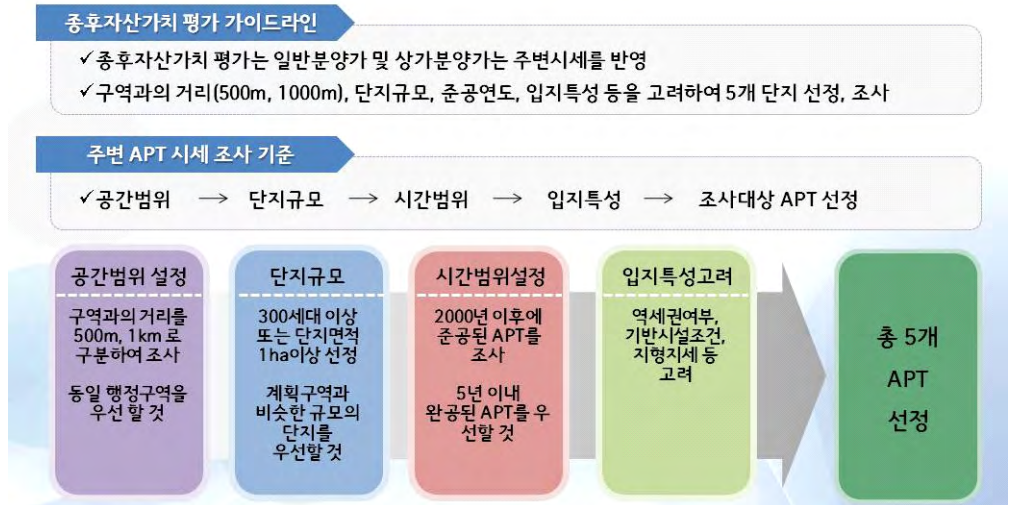 종후자산가치 평가 가이드라인
✓종후자산가치 평가는 일반분양가 및 상가분양가는 주변시세를 반영
✓구역과의 거리(500m, 1000m), 단지규모, 준공연도, 입지특성 등을 고려하여 5개 단지 선정, 조사
주변 APT 시세 조사 기준
✓공간범위 → 단지규모 → 시간범위 → 입지특성 → 조사대상 APT 선정
공간범위 설정
구역과의 거리를
500m, 1km 로
구분하여 조사
동일 행정구역을
우선 할 것
단지규모
300세대 이상
또는 단지면적
1ha이상 선정
계획구역과
비슷한 규모의
단지를
우선할 것
시간범위설정
2000년 이후에
준공된 APT를
조사
5년 이내
완공된 APT를 우
선할 것
입지특성고려
역세권여부,
기반시설조건,
지형지세 등
고려
총 5개
APT
선정